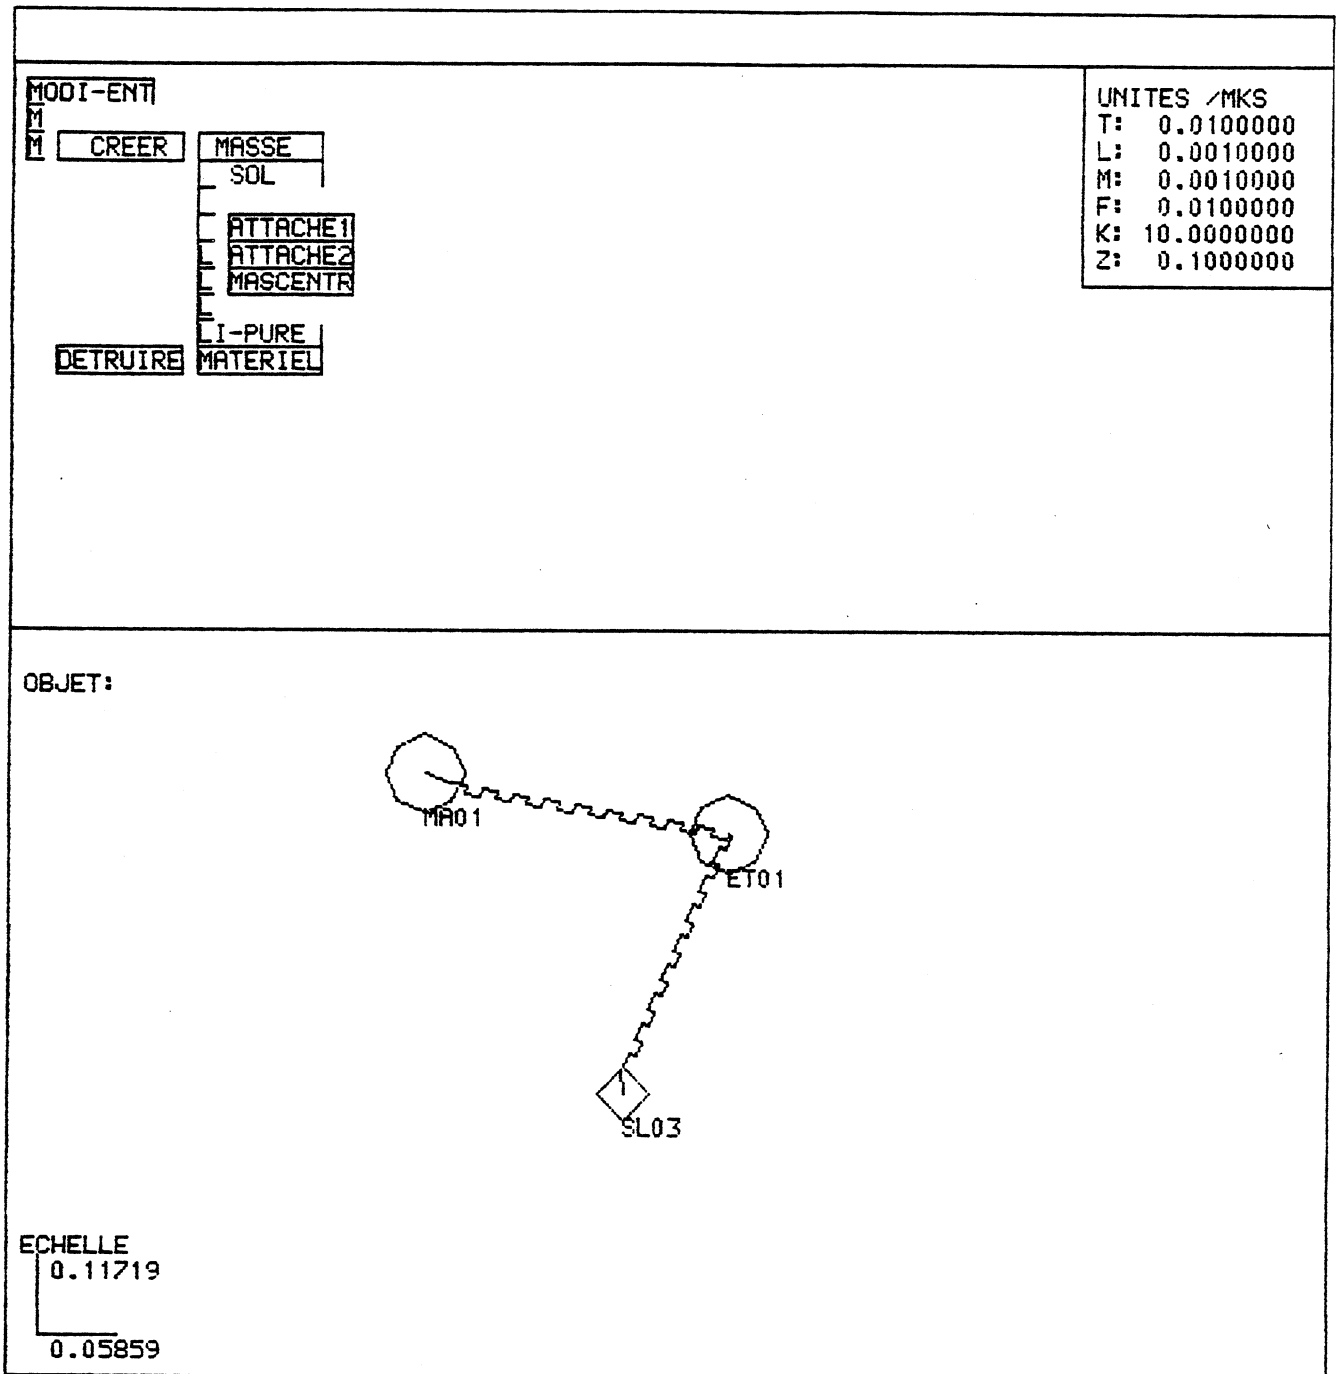 MODI-ENT
M
M CREER MASSE
SOL
ATTACHE1
ATTACHE2
MASCENTR
LI-PURE
DETRUIRE MATERIEL
UNITES /MKS
T: 0.0100000
L: 0.0010000
M: 0.0010000
F: 0.0100000
K: 10.0000000
Z: 0.1000000
OBJET:
MA01
ET01
SL03
ECHELLE
0.11719
0.05859